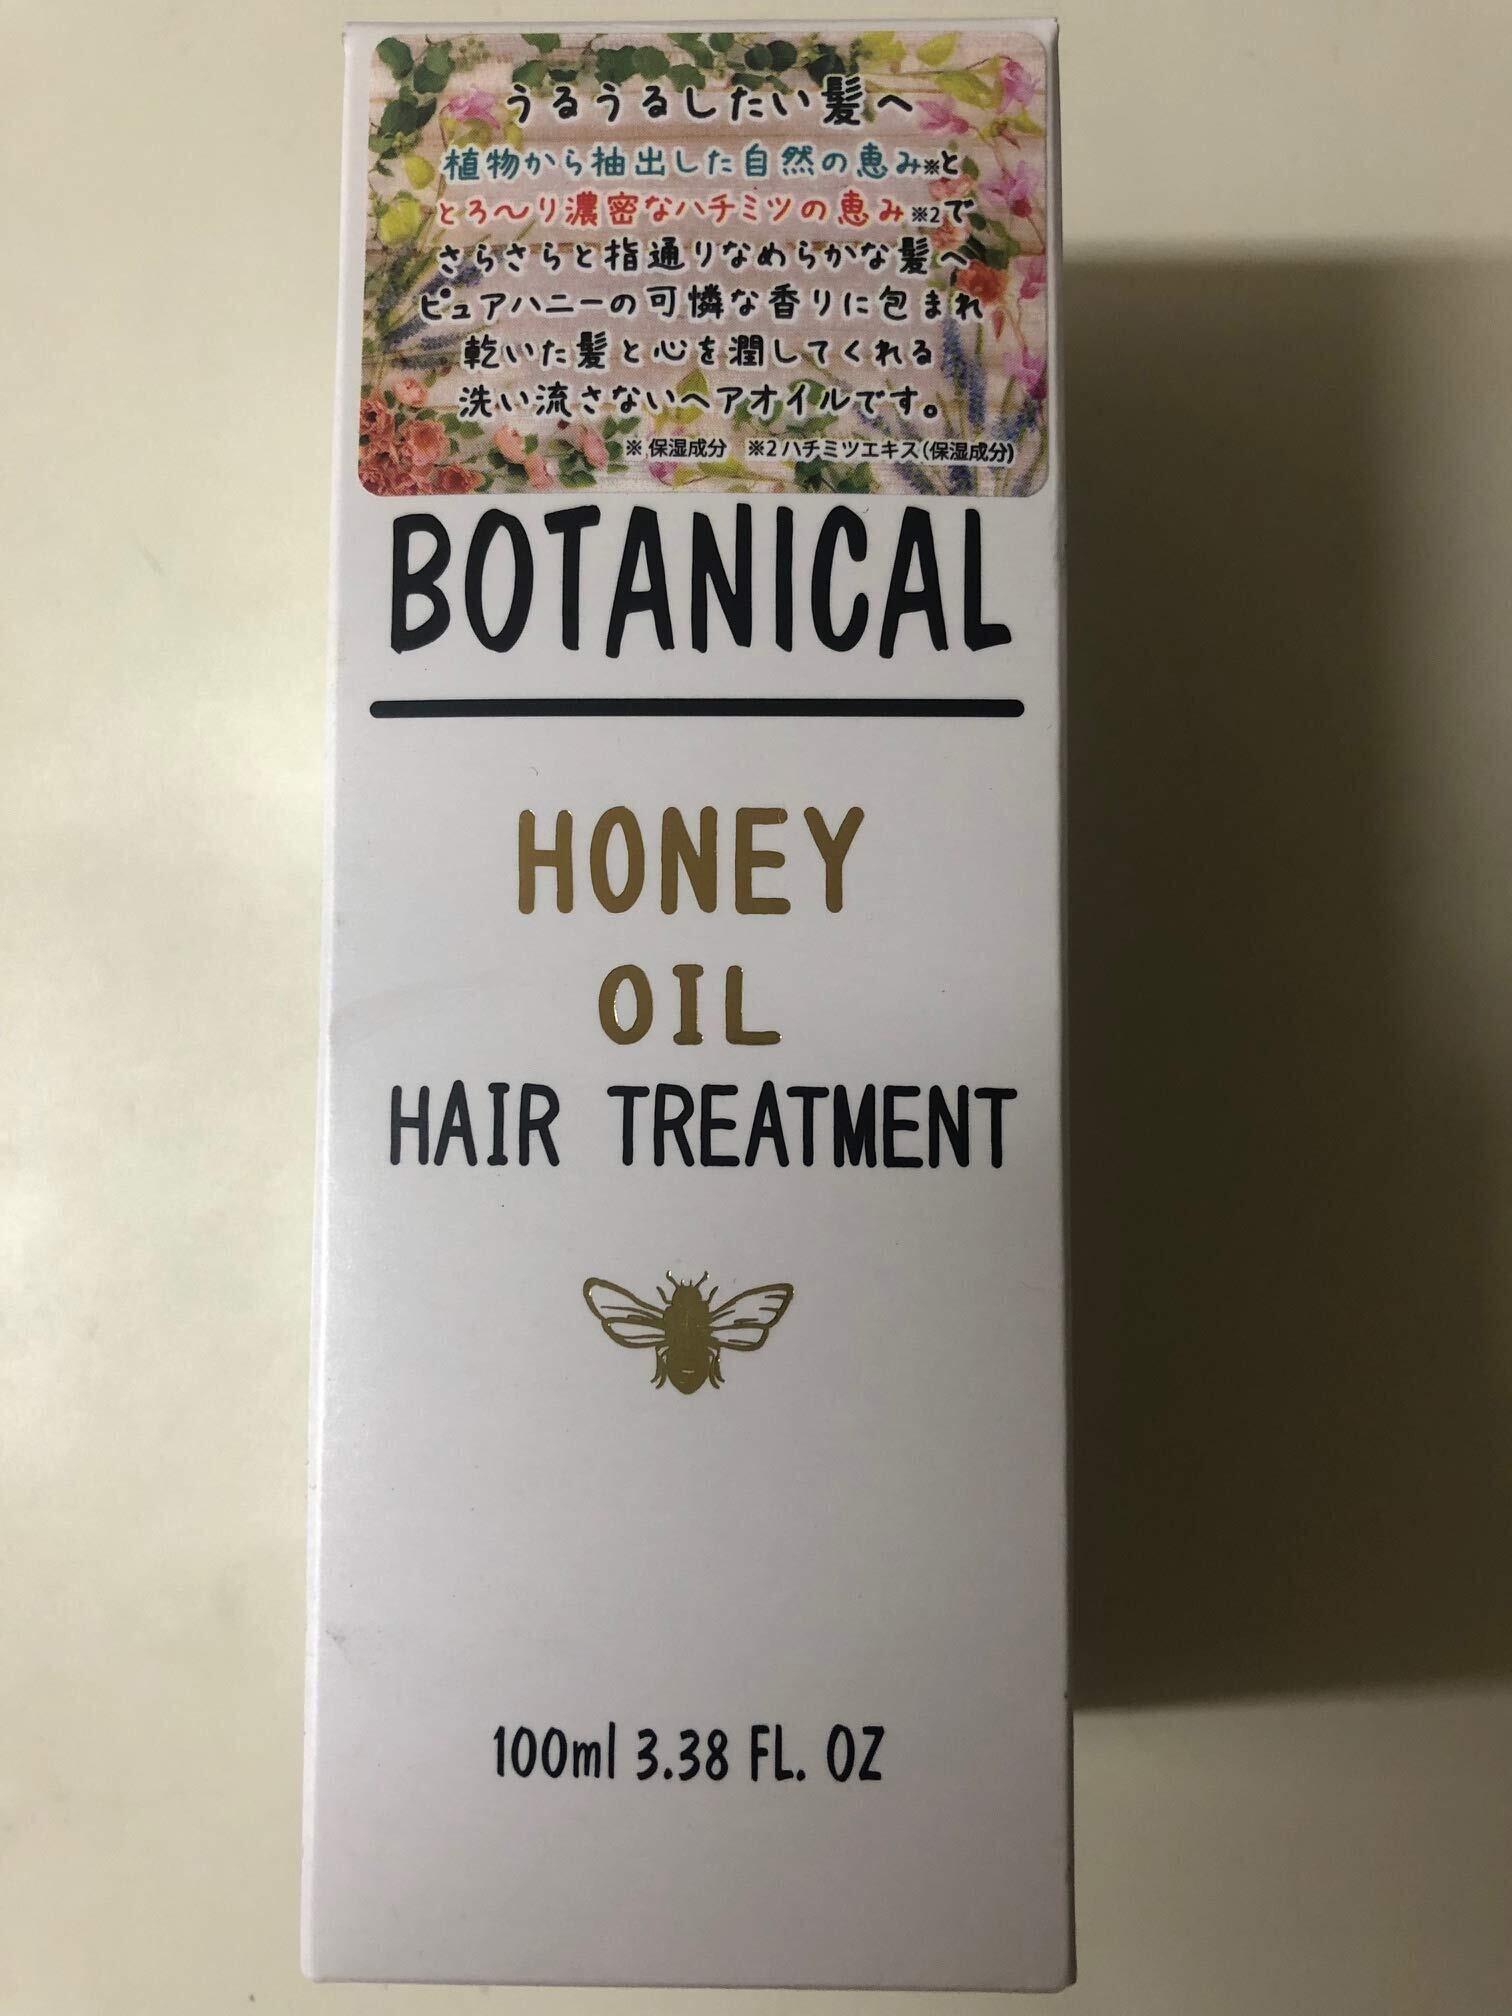 うるうるしたい髪へ
植物から抽出した自然の恵み※と
とろ〜り濃密なハチミツの恵み※2で
さらさらと指通りなめらかな髪へ
ピュアハニーの可憐な香りに包まれ
乾いた髪と心を潤してくれる
洗い流さないヘアオイルです。
※保湿成分 ※2ハチミツエキス(保湿成分)
BOTANICAL
HONEY
OIL
HAIR TREATMENT
100ml 3.38 FL. OZ